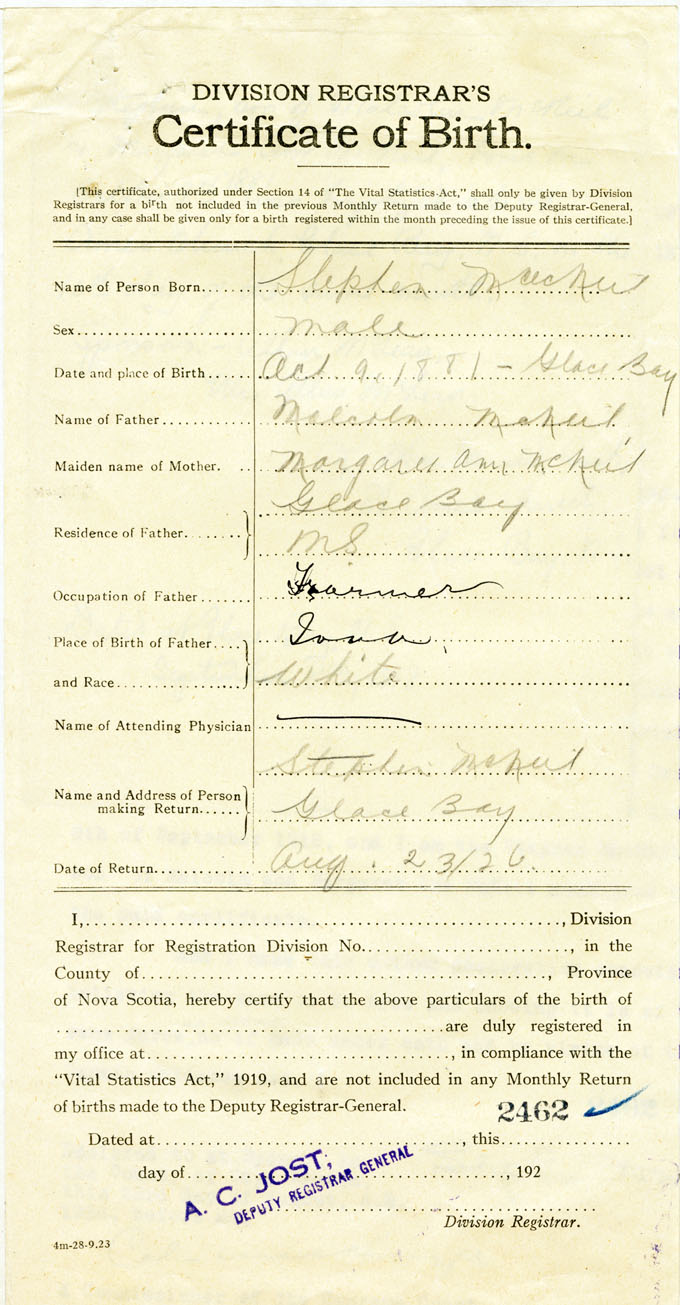 DIVISION REGISTRAR'S
Certificate of Birth.
[This certificate, authorized under Section 14 of "The Vital Statistics Act," shall only be given by Division
Registrars for a birth not included in the previous Monthly Return made to the Deputy Registrar-General,
and in any case shall be given only for a birth registered within the month preceding the issue of this certificate.]
Name of Person Born....... Stephen
Sex..................... Male
Date and place of Birth...... Oct 9, 1881 - Glace Bay
Name of Father............ Malcolm McNeil
Maiden name of Mother. .. Margaret Ann McNeil
Glace Bay
Residence of Father........ NS
Occupation of Father....... Farmer
Place of Birth of Father.... Iona
and Race.................. White
Name of Attending Physician
Stephen McNeil
Name and Address of Person
making Return...... Glace Bay
Date of Return............ Aug. 23/26.
I,............................................................, Division
Registrar for Registration Division No..............................., in the
County of............................................................, Province
of Nova Scotia, hereby certify that the above particulars of the birth of
............................................................are duly registered in
my office at............................................., in compliance with the
"Vital Statistics Act," 1919, and are not included in any Monthly Return
of births made to the Deputy Registrar-General.
2462
Dated at............................................., this....................
day of............................................., 192
A. C. JOST,
DEPUTY REGISTRAR GENERAL
Division Registrar.
4m-28-9.23